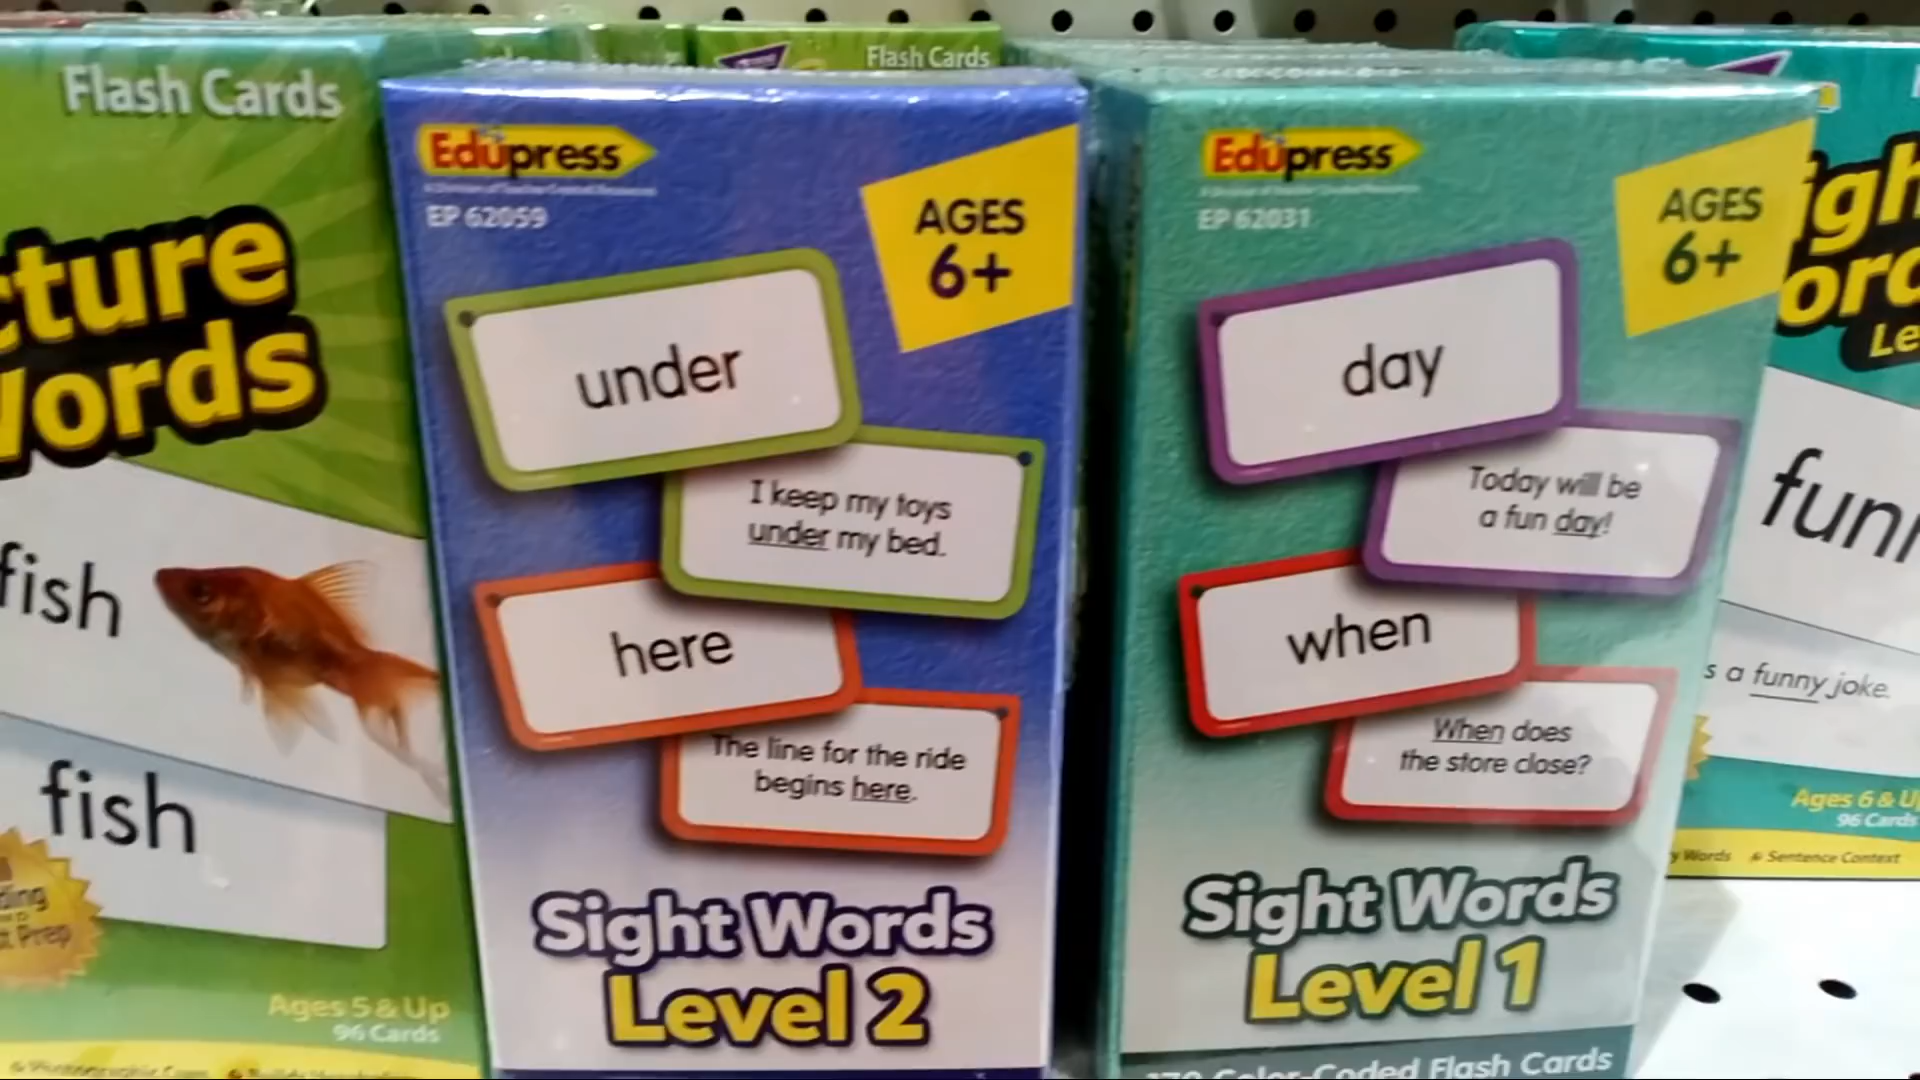 Flash Cards
cture
Words
fish
fish
Prep
Ages 5 & Up
96 Cards
Flash Cards
Edupress
EP 62059
AGES
6+
under
I keep my toys
under my bed.
here
The line for the ride
begins here.
Sight Words
Level 2
Edupress
EP 62031
AGES
6+
day
Today will be
a fun day!
when
When does
the store close?
Sight Words
Level 1
Color-Coded Flash Cards
s a funny joke.
Ages 6 & U
96 Cards
y Words
Sentence Context